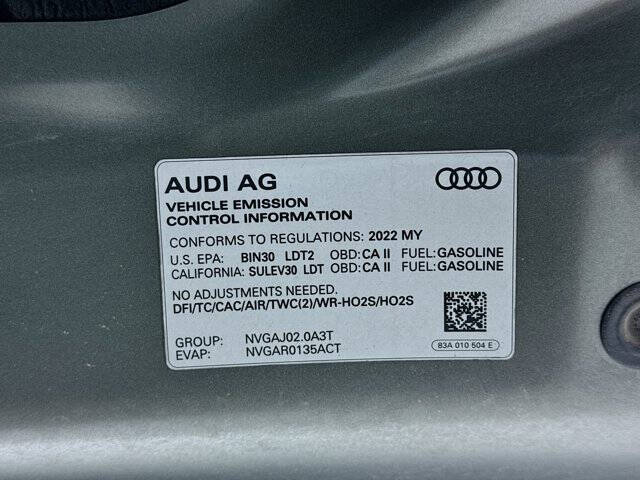 AUDI AG
VEHICLE EMISSION
CONTROL INFORMATION
CONFORMS TO REGULATIONS: 2022 MY
U.S. EPA: BIN30 LDT2 OBD:CA II FUEL:GASOLINE
CALIFORNIA: SULEV30 LDT OBD:CA II FUEL:GASOLINE
NO ADJUSTMENTS NEEDED.
DFI/TC/CAC/AIR/TWC(2)/WR-HO2S/HO2S
GROUP: NVGAJ02.0A3T
EVAP: NVGAR0135ACT
83A 010 504 E